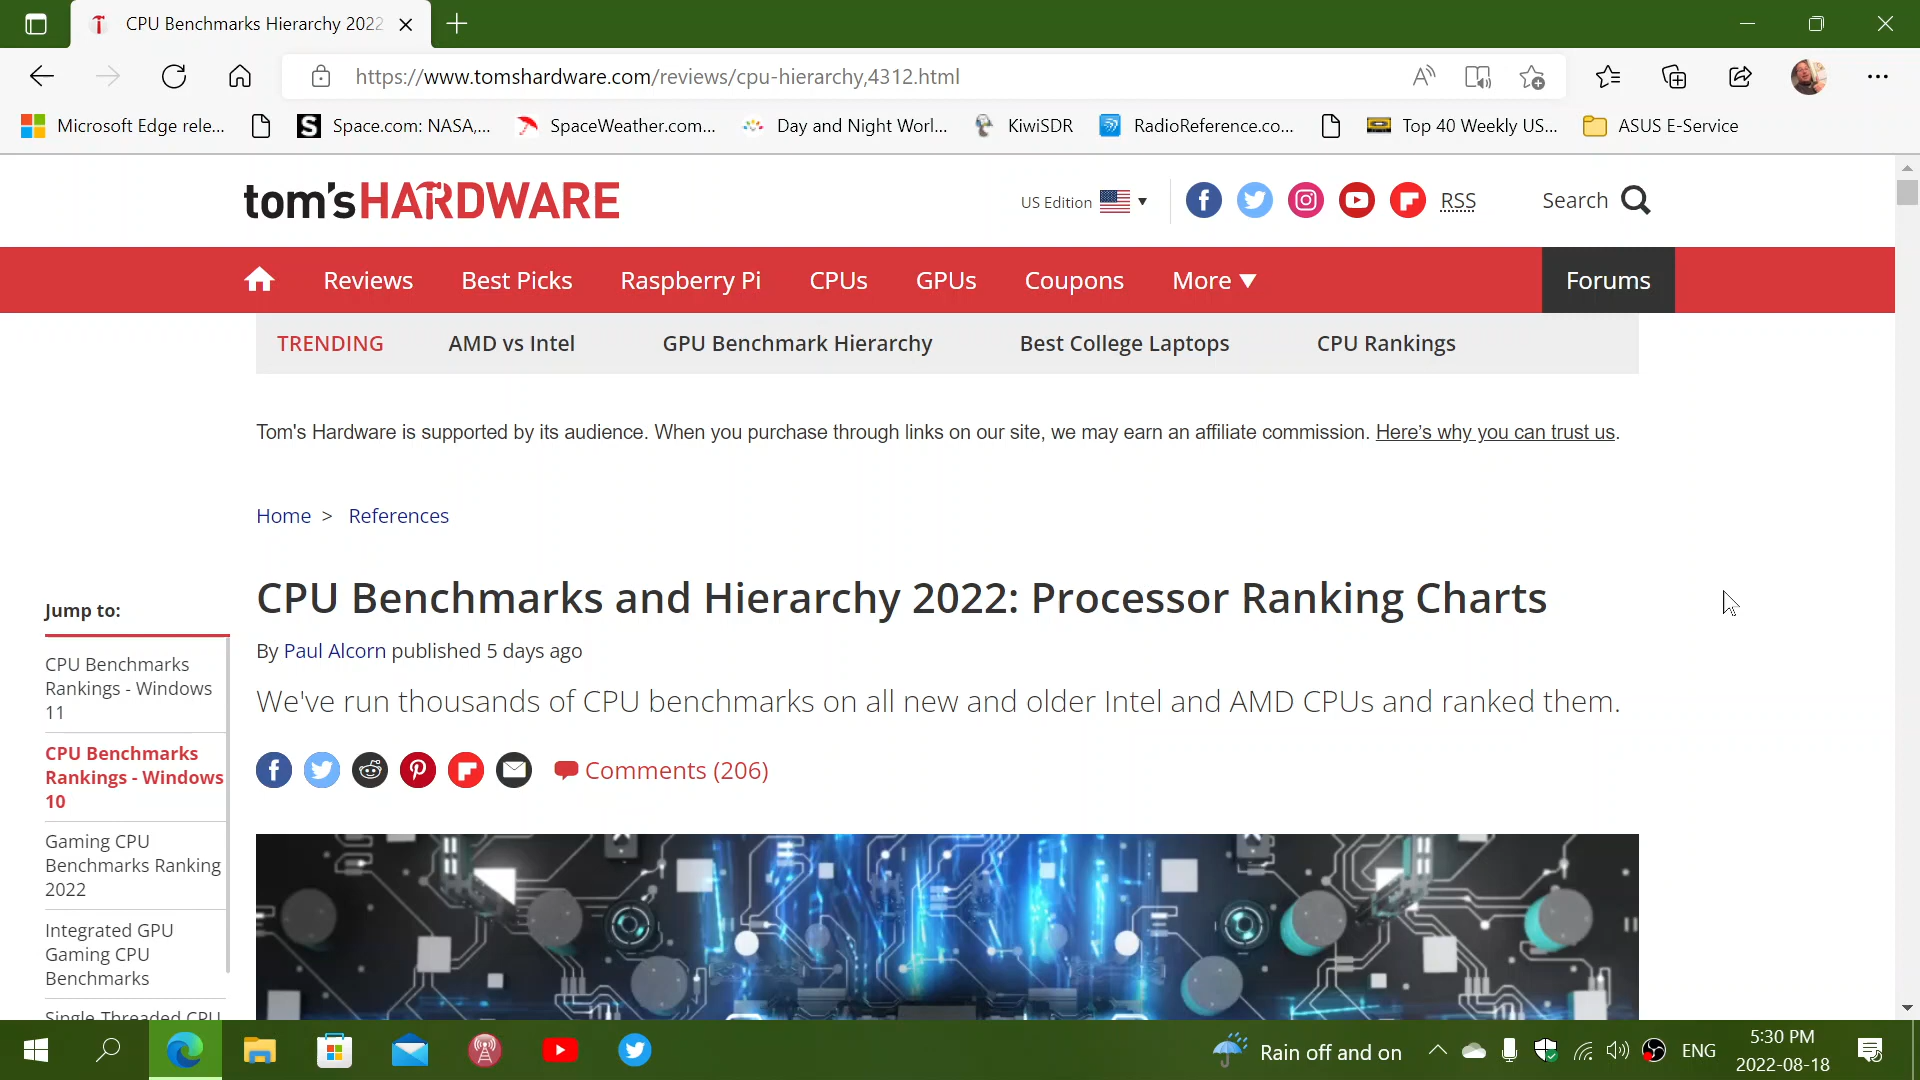 CPU Benchmarks Hierarchy 2022
https://www.tomshardware.com/reviews/cpu-hierarchy,4312.html
Microsoft Edge rele... Space.com: NASA,... SpaceWeather.com... Day and Night Worl... KiwiSDR RadioReference.co... Top 40 Weekly US... ASUS E-Service
tom'sHARDWARE US Edition RSS Search
Reviews Best Picks Raspberry Pi CPUs GPUs Coupons More Forums
TRENDING AMD vs Intel GPU Benchmark Hierarchy Best College Laptops CPU Rankings
Tom's Hardware is supported by its audience. When you purchase through links on our site, we may earn an affiliate commission. Here's why you can trust us.
Home > References
CPU Benchmarks and Hierarchy 2022: Processor Ranking Charts
By Paul Alcorn published 5 days ago
We've run thousands of CPU benchmarks on all new and older Intel and AMD CPUs and ranked them.
Comments (206)
Jump to:
CPU Benchmarks
Rankings - Windows
11
CPU Benchmarks
Rankings - Windows
10
Gaming CPU
Benchmarks Ranking
2022
Integrated GPU
Gaming CPU
Benchmarks
Single Threaded CPU
Rain off and on ENG 5:30 PM
2022-08-18